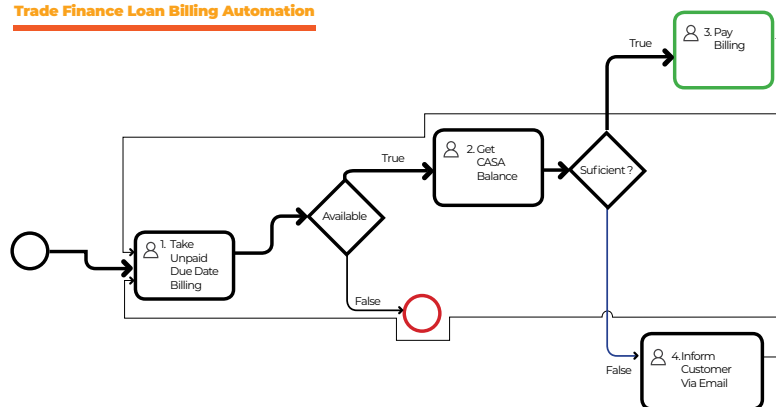 Trade Finance Loan Billing Automation
True
3. Pay
Billing
True
2. Get
CASA
Balance
Suficient ?
Available
1. Take
Unpaid
Due Date
Billing
False
False
4.Inform
Customer
Via Email